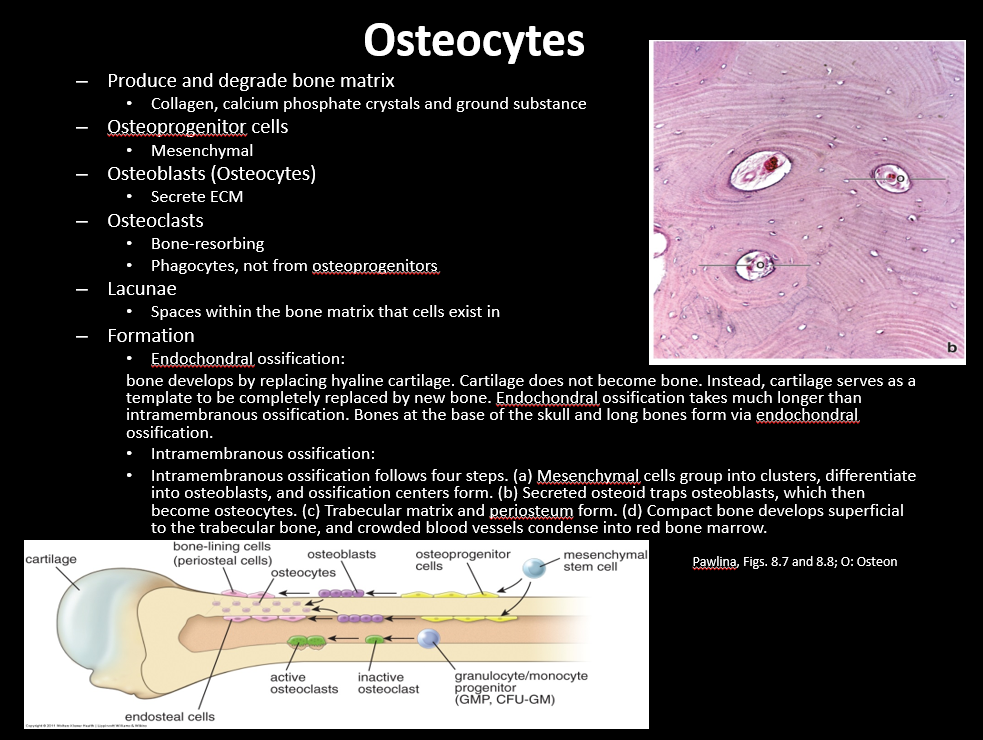 Osteocytes
– Produce and degrade bone matrix
• Collagen, calcium phosphate crystals and ground substance
– Osteoprogenitor cells
• Mesenchymal
– Osteoblasts (Osteocytes)
• Secrete ECM
– Osteoclasts
• Bone-resorbing
• Phagocytes, not from osteoprogenitors
– Lacunae
• Spaces within the bone matrix that cells exist in
– Formation
• Endochondral ossification:
bone develops by replacing hyaline cartilage. Cartilage does not become bone. Instead, cartilage serves as a
template to be completely replaced by new bone. Endochondral ossification takes much longer than
intramembranous ossification. Bones at the base of the skull and long bones form via endochondral
ossification.
• Intramembranous ossification:
• Intramembranous ossification follows four steps. (a) Mesenchymal cells group into clusters, differentiate
into osteoblasts, and ossification centers form. (b) Secreted osteoid traps osteoblasts, which then
become osteocytes. (c) Trabecular matrix and periosteum form. (d) Compact bone develops superficial
to the trabecular bone, and crowded blood vessels condense into red bone marrow.
O
O
b
Pawlina, Figs. 8.7 and 8.8; O: Osteon
cartilage
bone-lining cells
(periosteal cells)
osteocytes
osteoblasts
osteoprogenitor
cells
mesenchymal
stem cell
active
osteoclasts
inactive
osteoclast
granulocyte/monocyte
progenitor
(GMP, CFU-GM)
endosteal cells